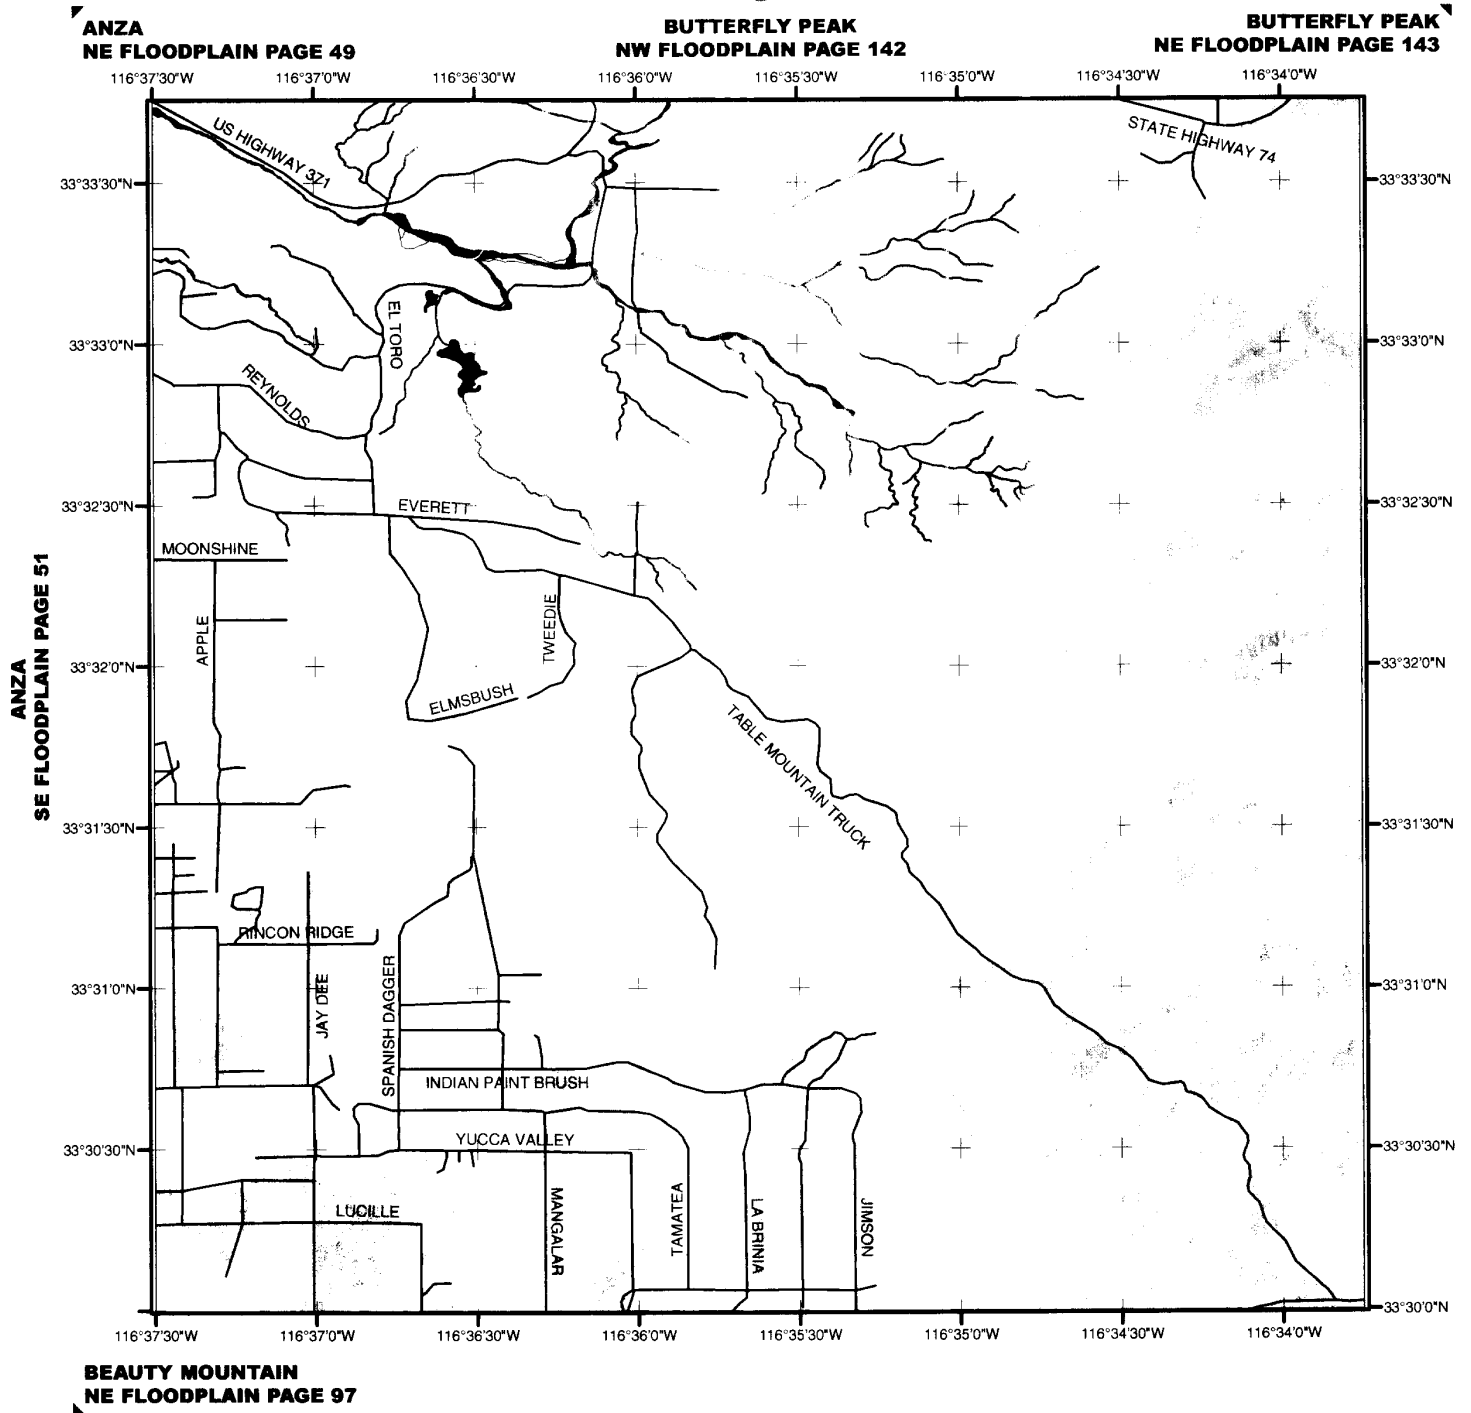 ANZA
NE FLOODPLAIN PAGE 49
BUTTERFLY PEAK
NW FLOODPLAIN PAGE 142
BUTTERFLY PEAK
NE FLOODPLAIN PAGE 143
116°37'30"W 116°37'0"W 116°36'30"W 116°36'0"W 116°35'30"W 116°35'0"W 116°34'30"W 116°34'0"W
US HIGHWAY 371
STATE HIGHWAY 74
33°33'30"N 33°33'30"N
EL TORO
33°33'0"N 33°33'0"N
REYNOLDS
33°32'30"N EVERETT 33°32'30"N
MOONSHINE
ANZA
SE FLOODPLAIN PAGE 51
APPLE
TWEEDIE
33°32'0"N 33°32'0"N
ELMSBUSH
TABLE MOUNTAIN TRUCK
33°31'30"N 33°31'30"N
RINCON RIDGE
33°31'0"N 33°31'0"N
JAY DEE
SPANISH DAGGER
INDIAN PAINT BRUSH
YUCCA VALLEY
33°30'30"N 33°30'30"N
LUCILLE
MANGALAR
TAMATEA
LA BRINIA
JIMSON
33°30'0"N
116°37'30"W 116°37'0"W 116°36'30"W 116°36'0"W 116°35'30"W 116°35'0"W 116°34'30"W 116°34'0"W
BEAUTY MOUNTAIN
NE FLOODPLAIN PAGE 97